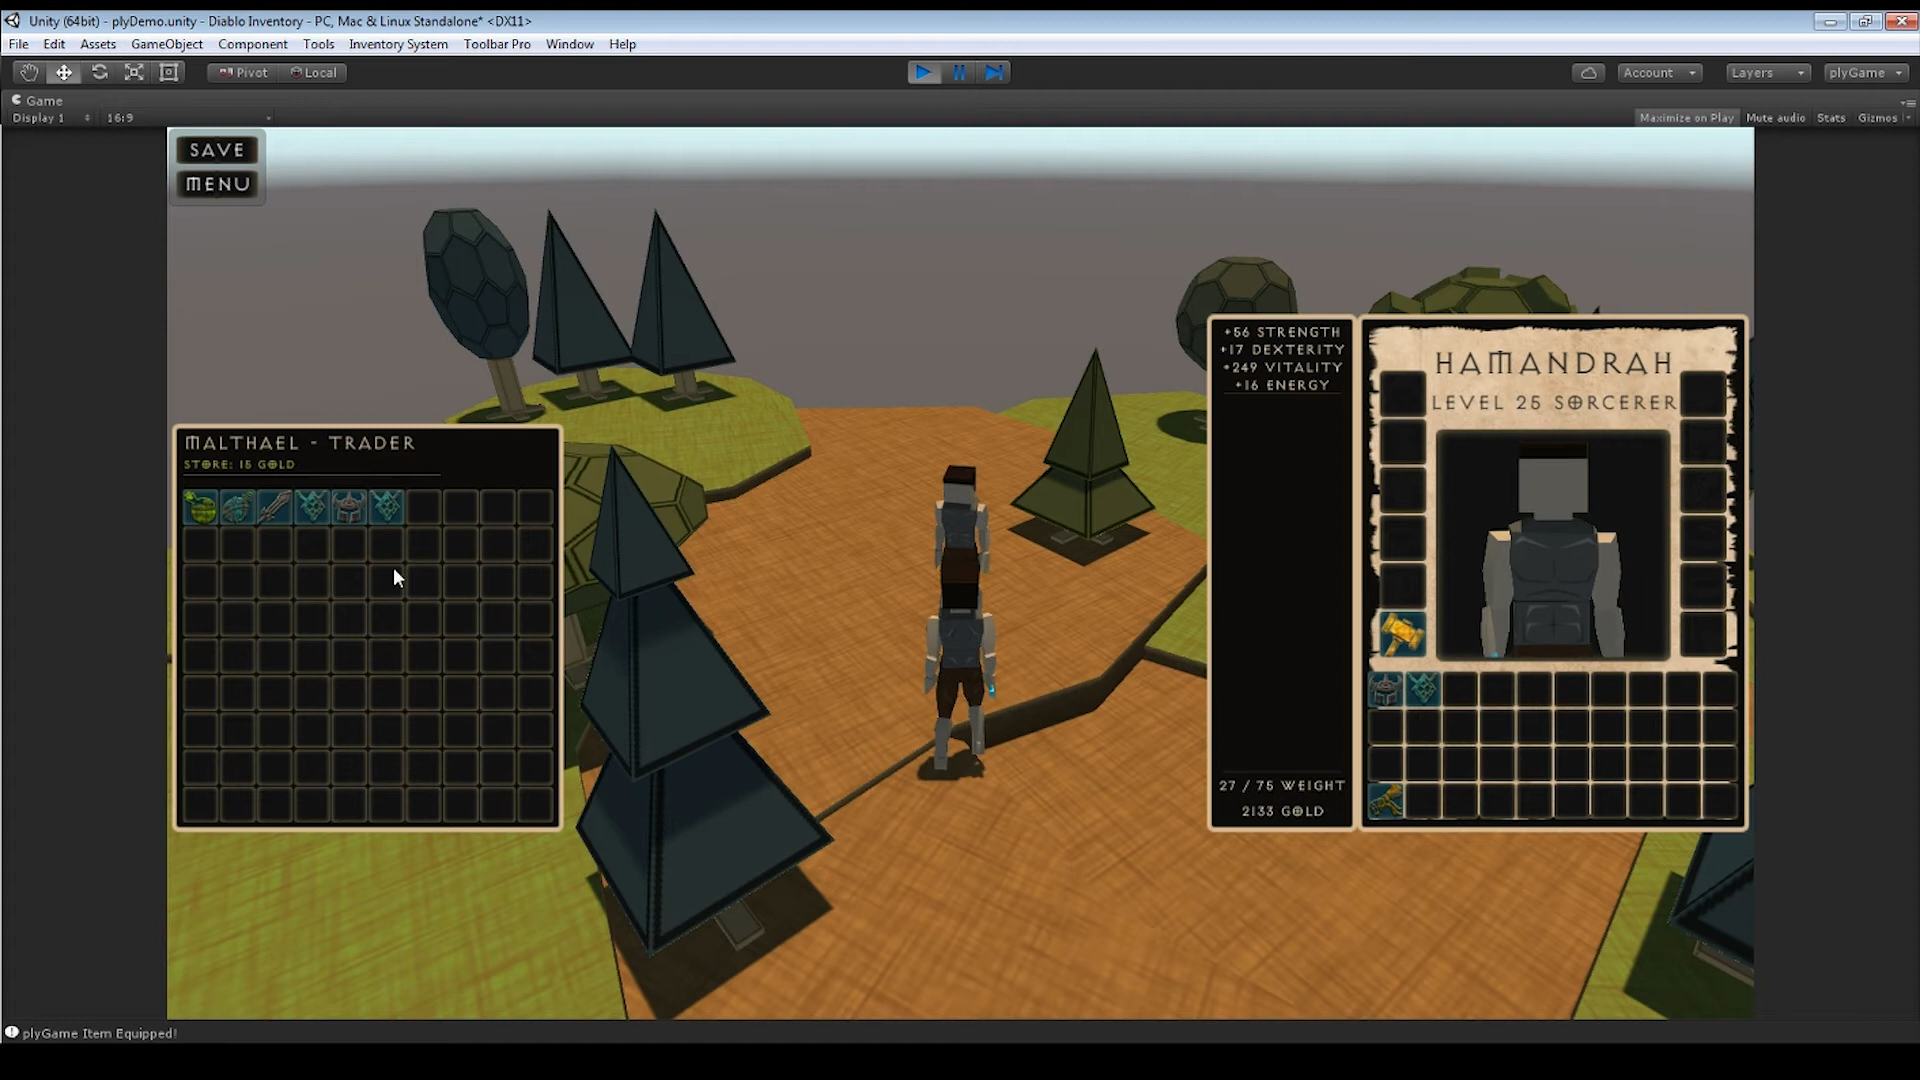 Unity (64bit) - plyDemo.unity - Diablo Inventory - PC, Mac & Linux Standalone* <DX11>
File Edit Assets GameObject Component Tools Inventory System Toolbar Pro Window Help
Pivot Local Account Layers plyGame
Game
Display 1 16:9 Maximize on Play Mute audio Stats Gizmos
SAVE
MENU
MALTHAEL - TRADER
STORE: 15 GOLD
+56 STRENGTH
+17 DEXTERITY
+249 VITALITY
+16 ENERGY
27 / 75 WEIGHT
2133 GOLD
HAMANDRAH
LEVEL 25 SORCERER
plyGame Item Equipped!